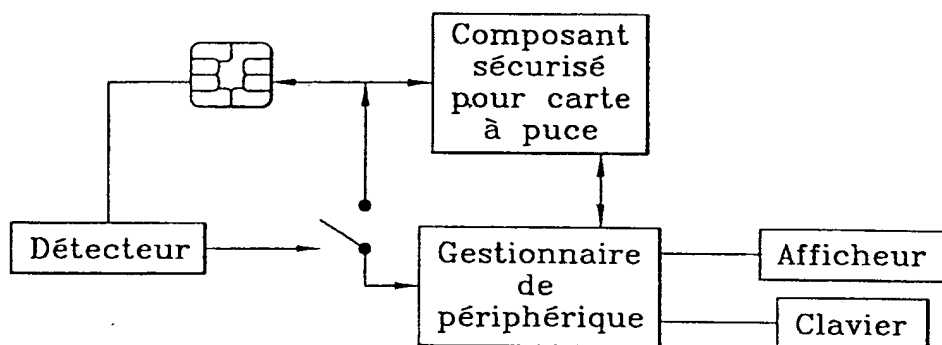 Composant
sécurisé
pour carte
à puce
Détecteur
Gestionnaire
de
périphérique
Afficheur
Clavier